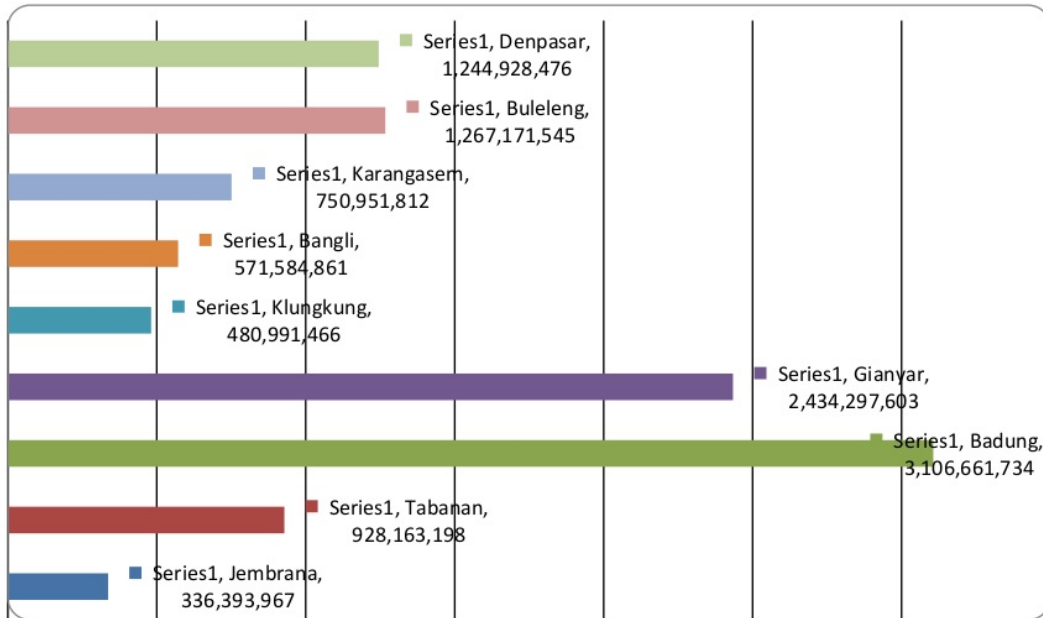 Series1, Denpasar,
1,244,928,476
Series1, Buleleng,
1,267,171,545
Series1, Karangasem,
750,951,812
Series1, Bangli,
571,584,861
Series1, Klungkung,
480,991,466
Series1, Gianyar,
2,434,297,603
Series1, Badung,
3,106,661,734
Series1, Tabanan,
928,163,198
Series1, Jembrana,
336,393,967